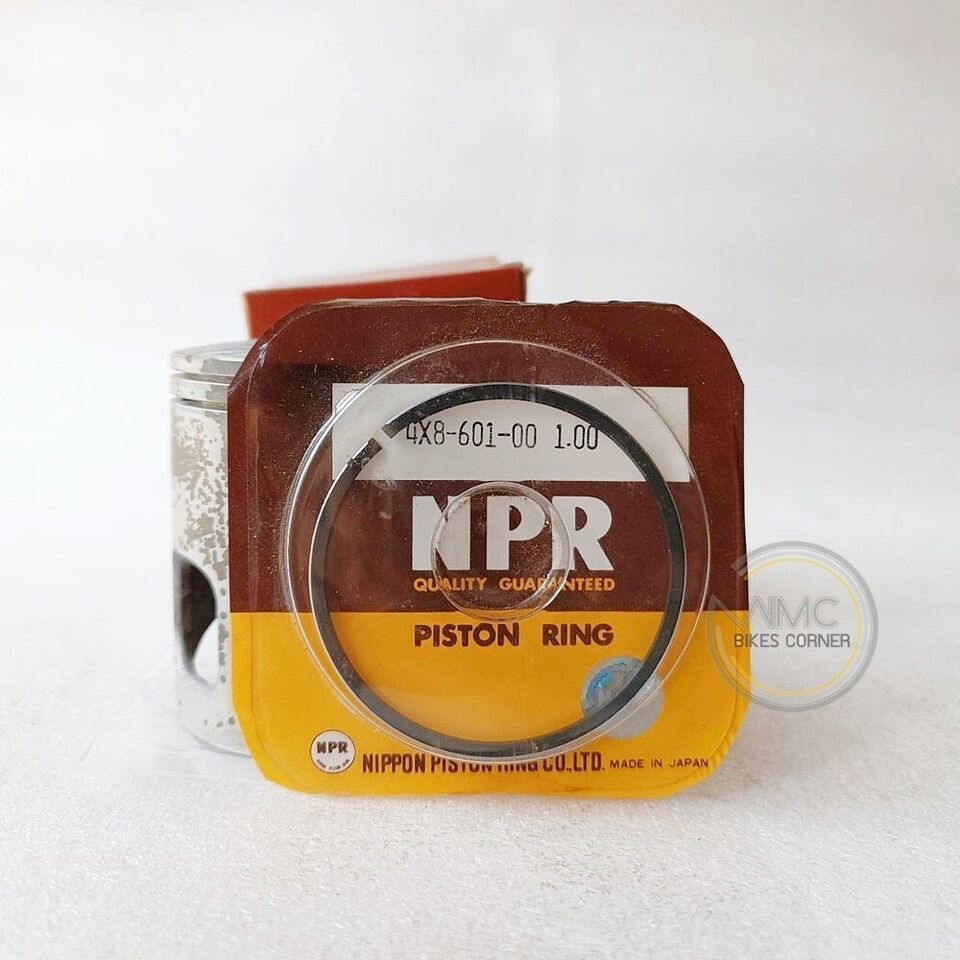 4X8-601-00 1.00
NPR
QUALITY GUARANTEED
PISTON RING
NPR
NIPPON PISTON RING CO.,LTD. MADE IN JAPAN
WMC
BIKES CORNER